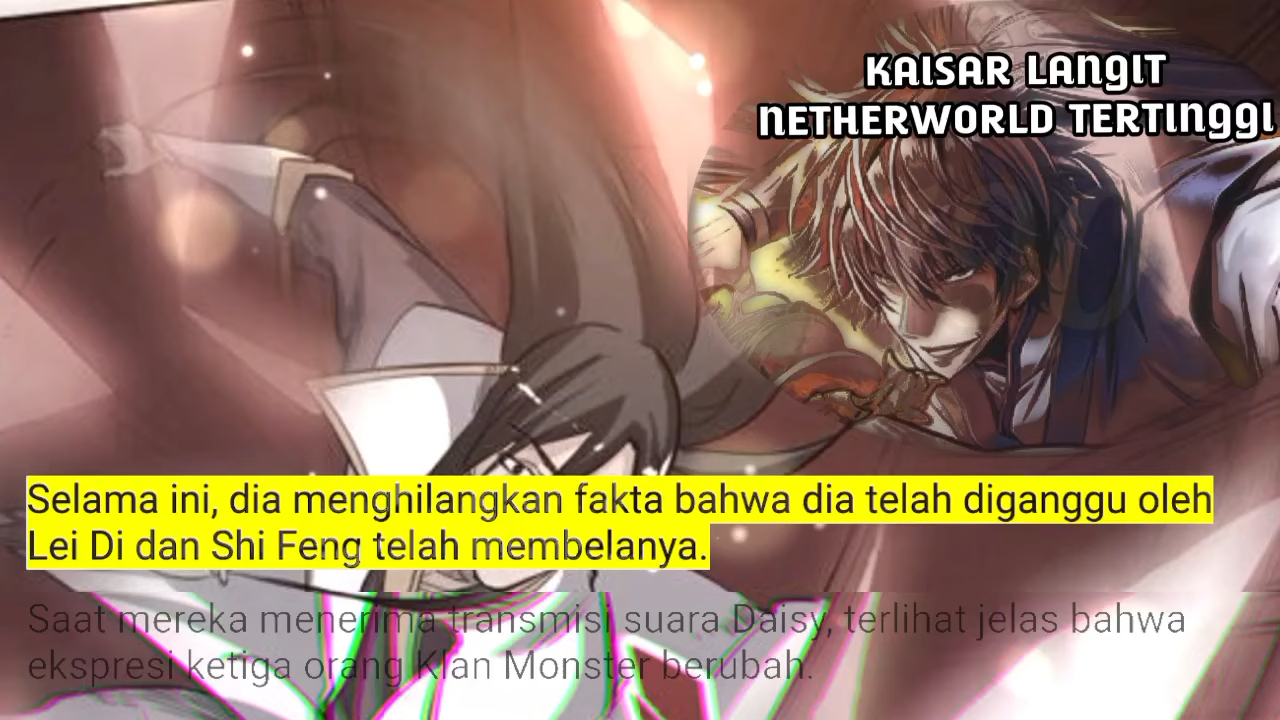 KAISAR LANGIT
NETHERWORLD TERTINGGI
Selama ini, dia menghilangkan fakta bahwa dia telah diganggu oleh
Lei Di dan Shi Feng telah membelanya.
Saat mereka menerima transmisi suara Daisy, terlihat jelas bahwa
ekspresi ketiga orang Klan Monster berubah.